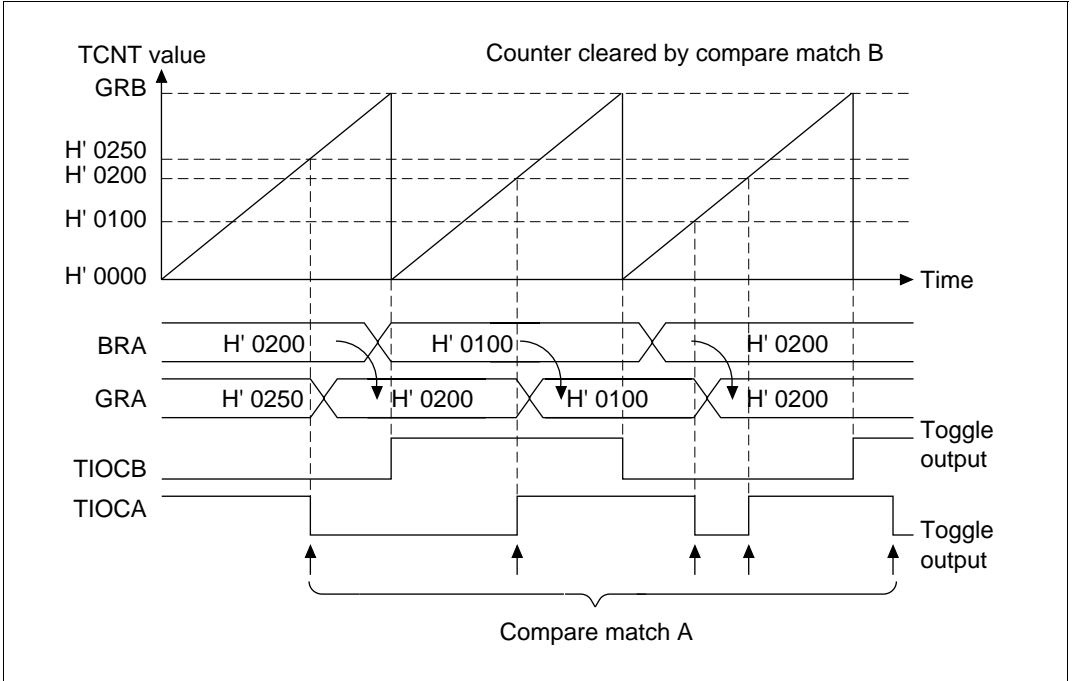 TCNT value
Counter cleared by compare match B
GRB
H' 0250
H' 0200
H' 0100
H' 0000
Time
BRA
H' 0200
H' 0100
H' 0200
GRA
H' 0250
H' 0200
H' 0100
H' 0200
TIOCB
Toggle
output
TIOCA
Toggle
output
Compare match A